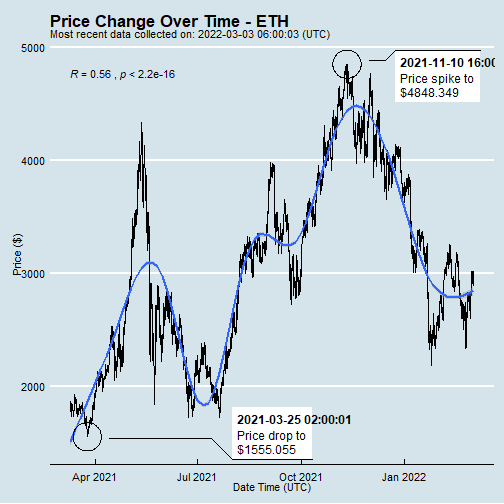 Price Change Over Time - ETH
Most recent data collected on: 2022-03-03 06:00:03 (UTC)
5000
R = 0.56 , p < 2.2e-16
2021-11-10 16:00
Price spike to
$4848.349
4000
Price ($)
3000
2000
2021-03-25 02:00:01
Price drop to
$1555.055
Apr 2021
Jul 2021
Oct 2021
Jan 2022
Date Time (UTC)